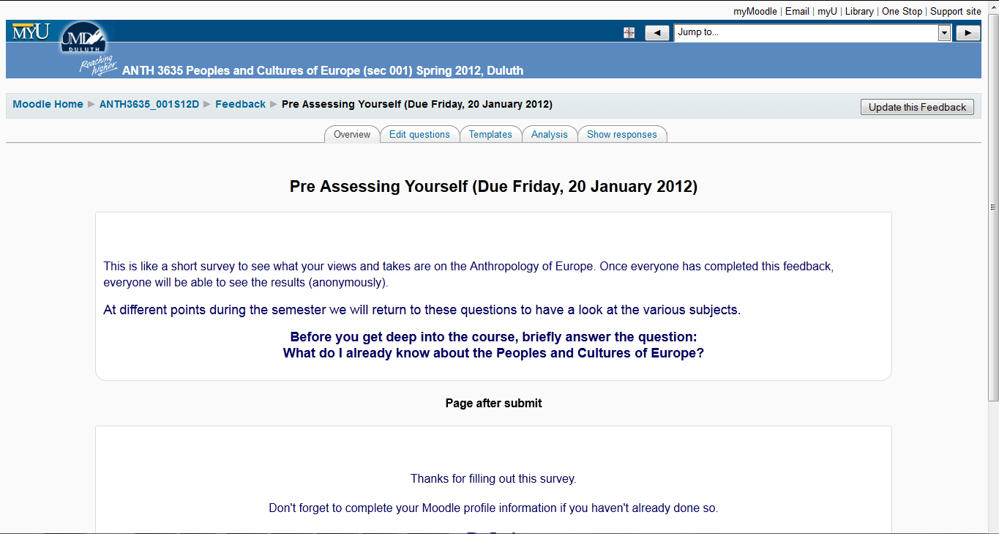 myMoodle | Email | myU | Library | One Stop | Support site
MYU
UMD
DULUTH
Reaching
higher
Jump to...
ANTH 3635 Peoples and Cultures of Europe (sec 001) Spring 2012, Duluth
Moodle Home ► ANTH3635_001S12D ► Feedback ► Pre Assessing Yourself (Due Friday, 20 January 2012)
Update this Feedback
Overview Edit questions Templates Analysis Show responses
Pre Assessing Yourself (Due Friday, 20 January 2012)
This is like a short survey to see what your views and takes are on the Anthropology of Europe. Once everyone has completed this feedback,
everyone will be able to see the results (anonymously).
At different points during the semester we will return to these questions to have a look at the various subjects.
Before you get deep into the course, briefly answer the question:
What do I already know about the Peoples and Cultures of Europe?
Page after submit
Thanks for filling out this survey.
Don't forget to complete your Moodle profile information if you haven't already done so.